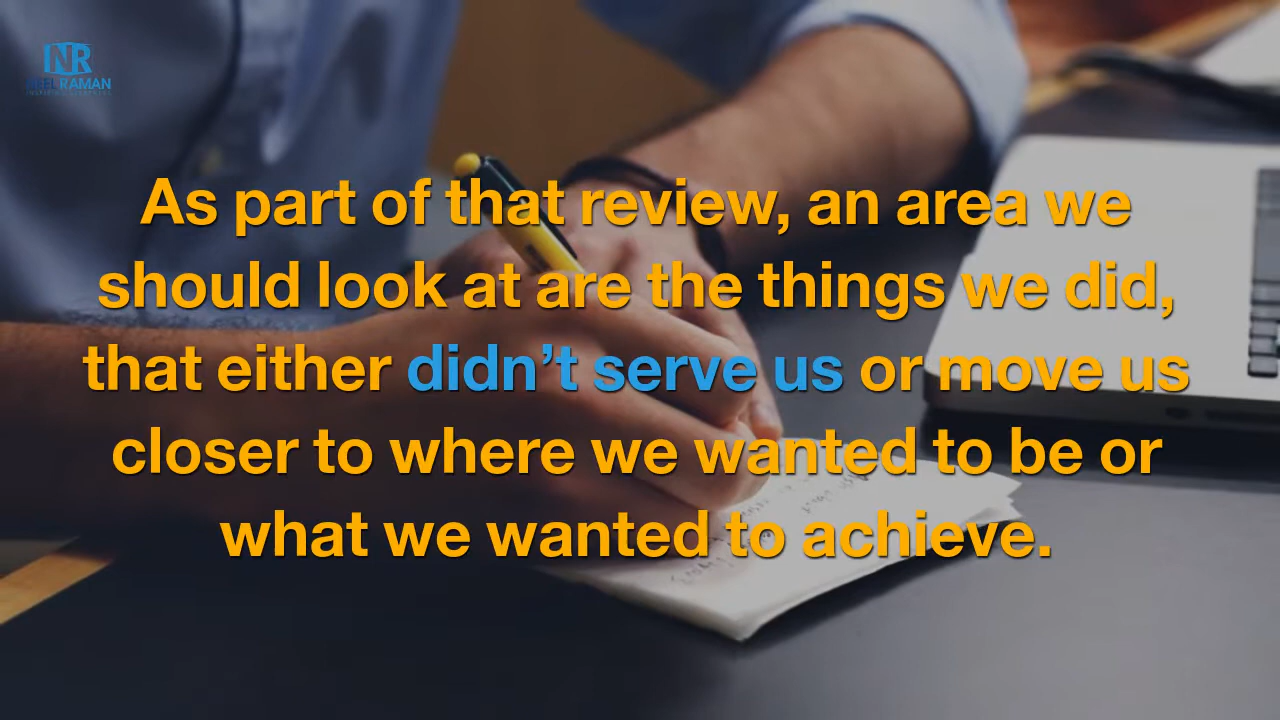 NR
NEEL RAMAN
As part of that review, an area we
should look at are the things we did,
that either didn’t serve us or move us
closer to where we wanted to be or
what we wanted to achieve.